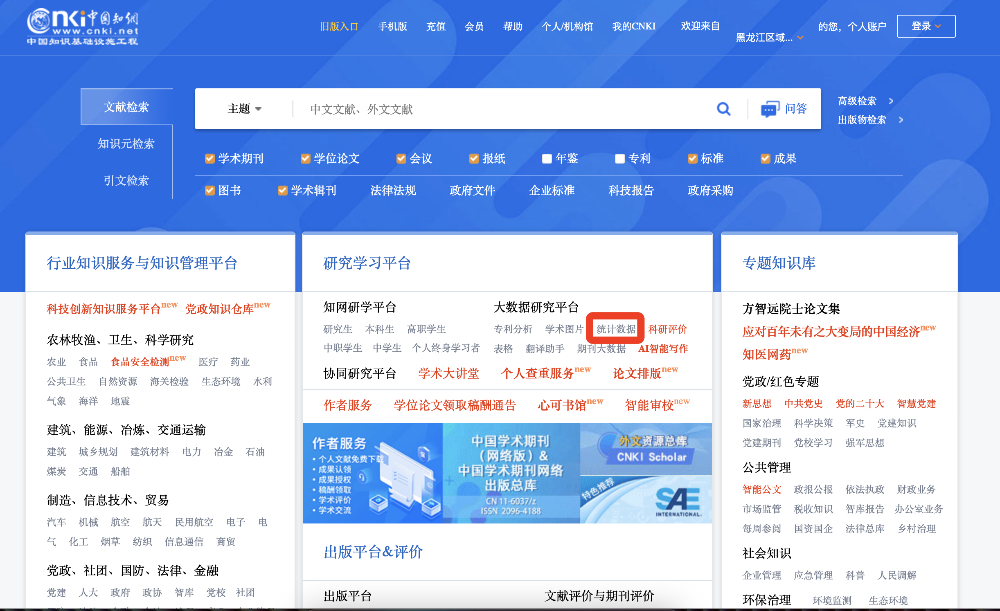 CNKi中国知网
www.cnki.net
中国知识基础设施工程
旧版入口 手机版 充值 会员 帮助 个人/机构馆 我的CNKI 欢迎来自 黑龙江区域... 的您，个人账户 登录
文献检索
知识元检索
引文检索
主题 中文文献、外文文献 问答
高级检索 >
出版物检索 >
学术期刊 学位论文 会议 报纸 年鉴 专利 标准 成果
图书 学术辑刊 法律法规 政府文件 企业标准 科技报告 政府采购
行业知识服务与知识管理平台
科技创新知识服务平台new 党政知识仓库new
农林牧渔、卫生、科学研究
农业 食品 食品安全检测new 医疗 药业
公共卫生 自然资源 海关检验 生态环境 水利
气象 海洋 地震
建筑、能源、冶炼、交通运输
建筑 城乡规划 建筑材料 电力 冶金 石油
煤炭 交通 船舶
制造、信息技术、贸易
汽车 机械 航空 航天 民用航空 电子 电
气 化工 烟草 纺织 信息通信 商贸
党政、社团、国防、法律、金融
党建 人大 政府 政协 智库 党校 社团
研究学习平台
知网研学平台
研究生 本科生 高职学生
中职学生 中学生 个人终身学习者
大数据研究平台
专利分析 学术图片 统计数据 科研评价
表格 翻译助手 期刊大数据 AI智能写作
协同研究平台 学术大讲堂 个人查重服务new 论文排版new
作者服务 学位论文领取稿酬通告 心可书馆new 智能审校new
作者服务
• 个人文献免费下载
• 成果认领
• 成果授权
• 稿酬领取
• 学术评价
• 学术交流
中国学术期刊
（网络版）&
中国学术期刊网络
出版总库
CN 11-6037/z
ISSN 2096-4188
外文资源总库
CNKI Scholar
特色推荐
SAE
INTERNATIONAL.
出版平台&评价
出版平台
文献评价与期刊评价
专题知识库
方智远院士论文集
应对百年未有之大变局的中国经济new
知医网药new
党政/红色专题
新思想 中共党史 党的二十大 智慧党建
国家治理 科学决策 军史 党建知识
党建期刊 党校学习 强军思想
公共管理
智能公文 政报公报 依法执政 财政业务
市场监管 税收知识 智库报告 办公室业务
每周参阅 国资国企 法律总库 乡村治理
社会知识
企业管理 应急管理 科普 人民调解
环保治理 环境监测 生态环境